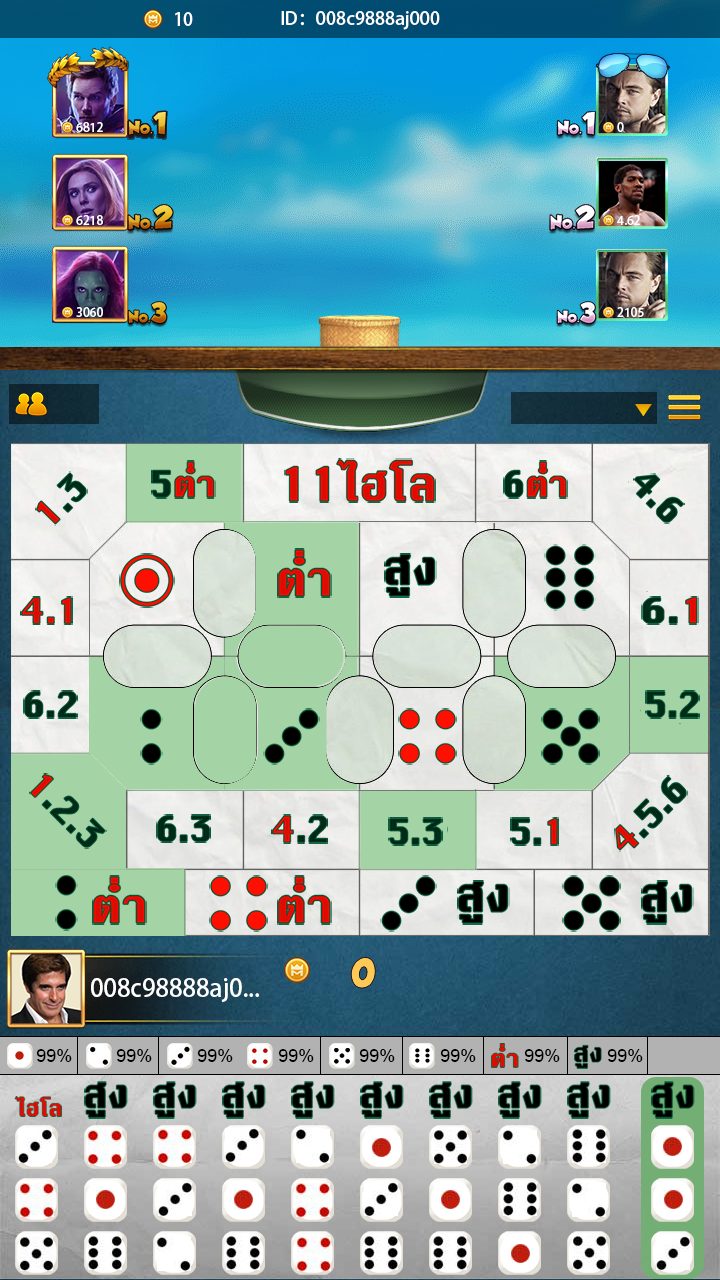 10 ID: 008c9888aj000
6812 No.1 No.1 0
6218 No.2 No.2 4.62
3060 No.3 No.3 2105
1.3 5ต่ำ 11ไฮโล 6ต่ำ 4.6
ต่ำ สูง
4.1 6.1
6.2 5.2
1.2.3 6.3 4.2 5.3 5.1 4.5.6
ต่ำ ต่ำ สูง สูง
008c98888aj0... 0
99% 99% 99% 99% 99% 99% ต่ำ 99% สูง 99%
ไฮโล สูง สูง สูง สูง สูง สูง สูง สูง สูง